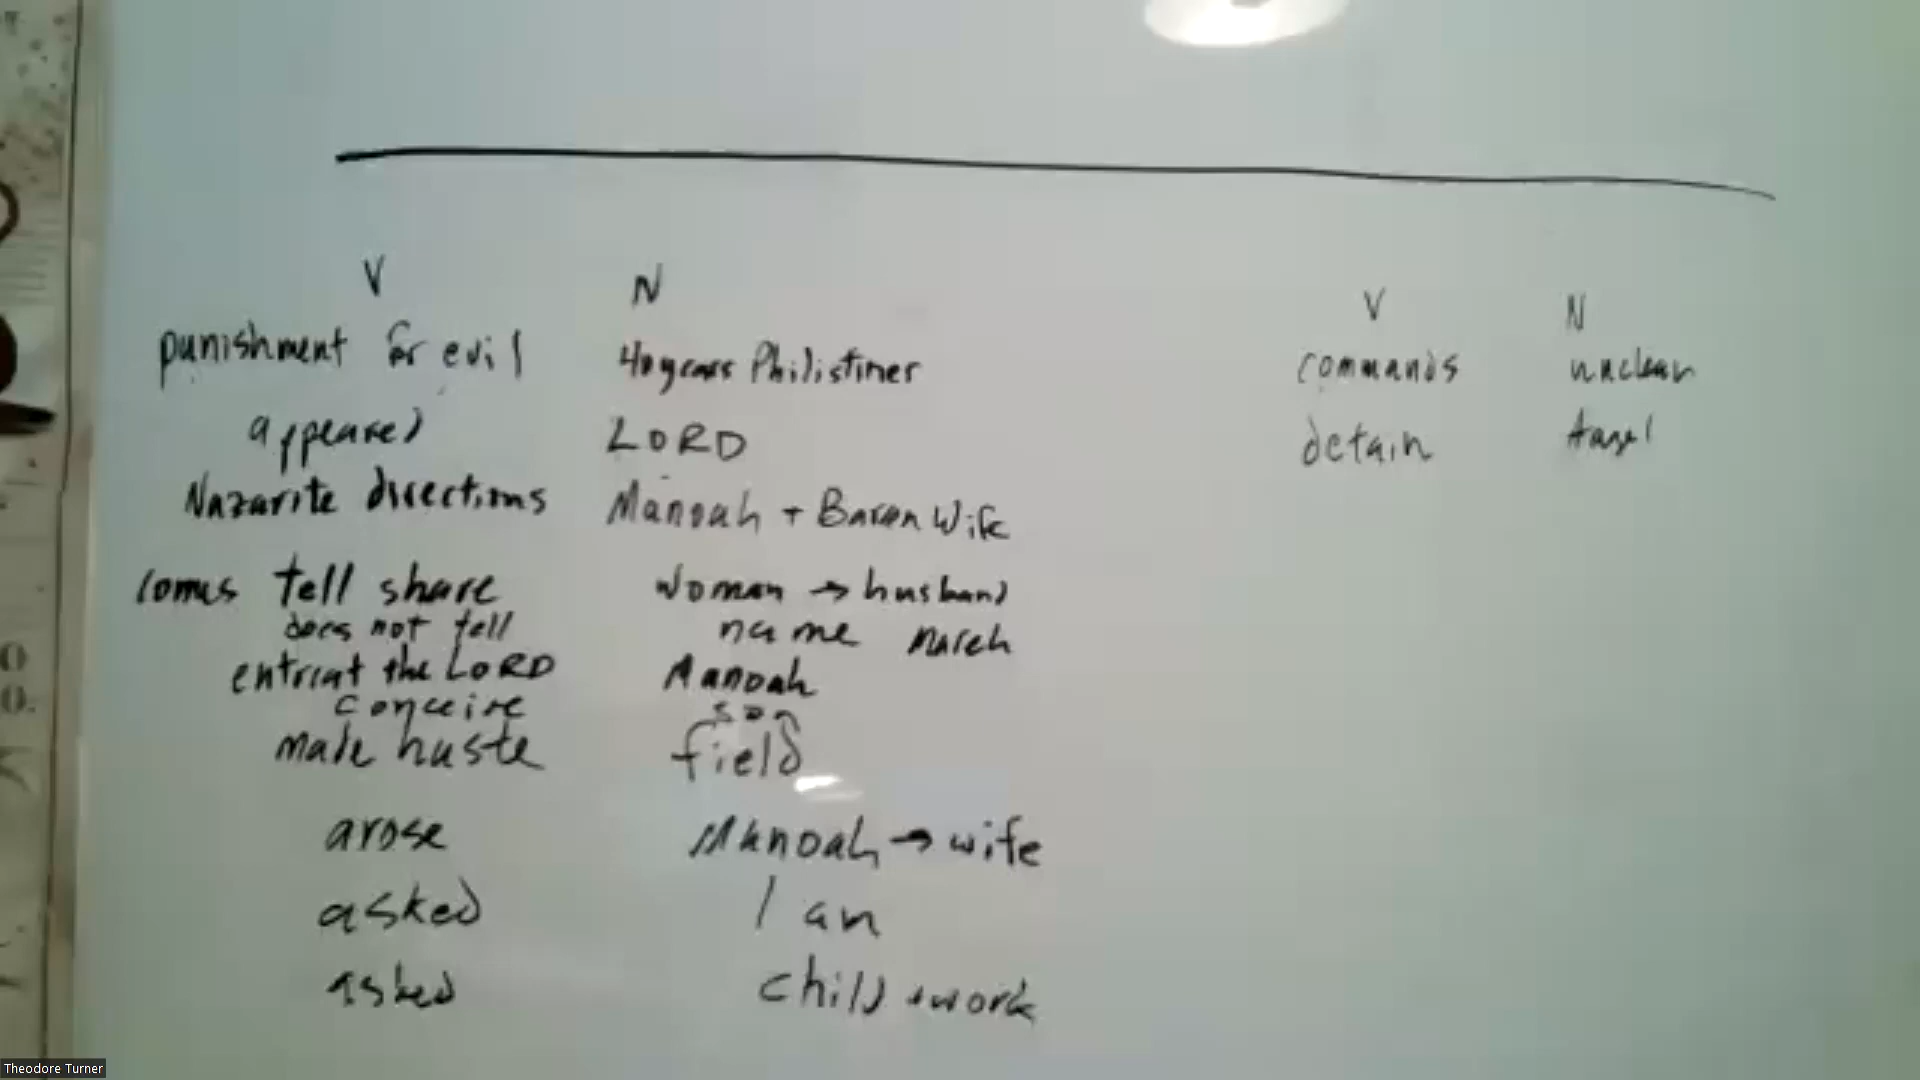 V N
punishment for evil 40 years Philistines
appeared LORD
Nazarite directions Manoah + Baren Wife
comes tell share woman → husband
does not tell name
entreat the LORD Manoah
conceive son
made haste field
arose Manoah → wife
asked I am
asked child + work
V N
commands unclean
detain Angel
Theodore Turner